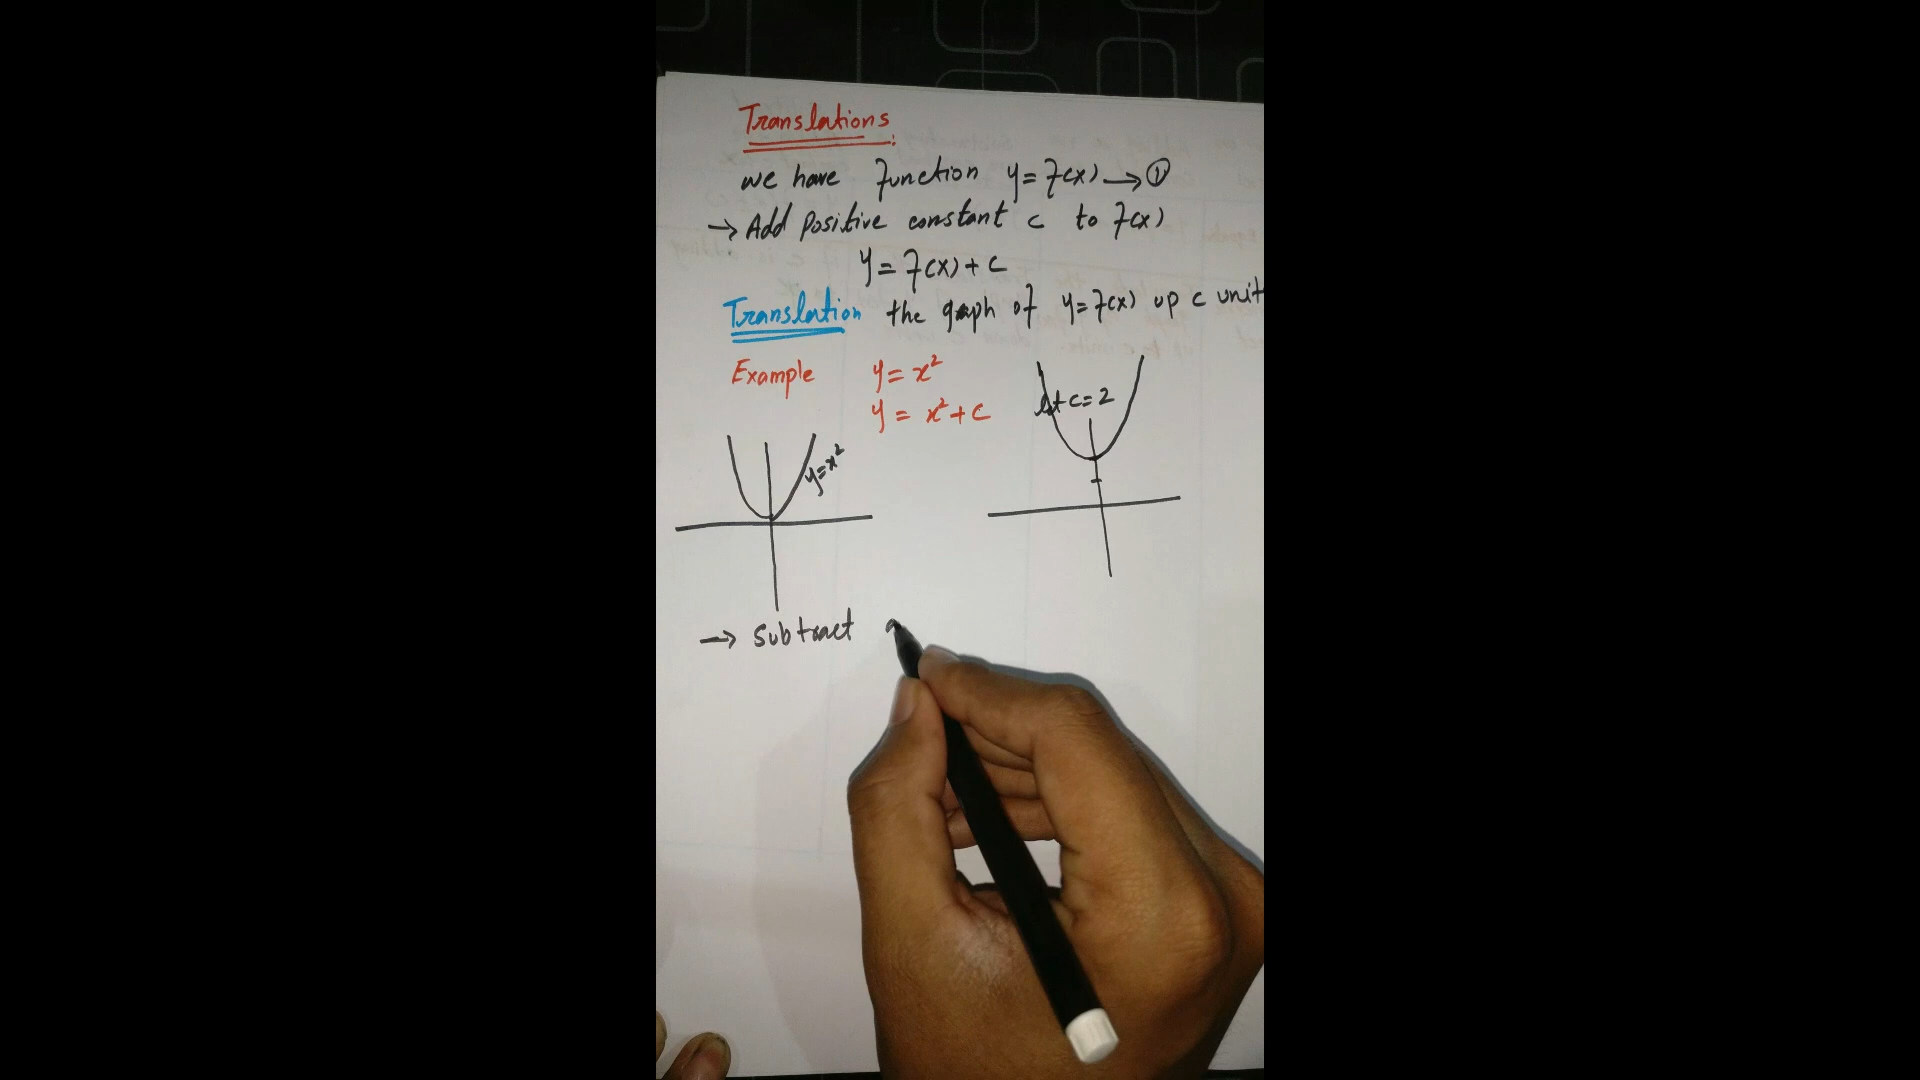 Translations:
we have function y = f(x) → ①
→ Add positive constant c to f(x)
y = f(x) + c
Translation the graph of y = f(x) up c unit
Example y = x²
y = x² + c
let c = 2
y = x²
→ subtract